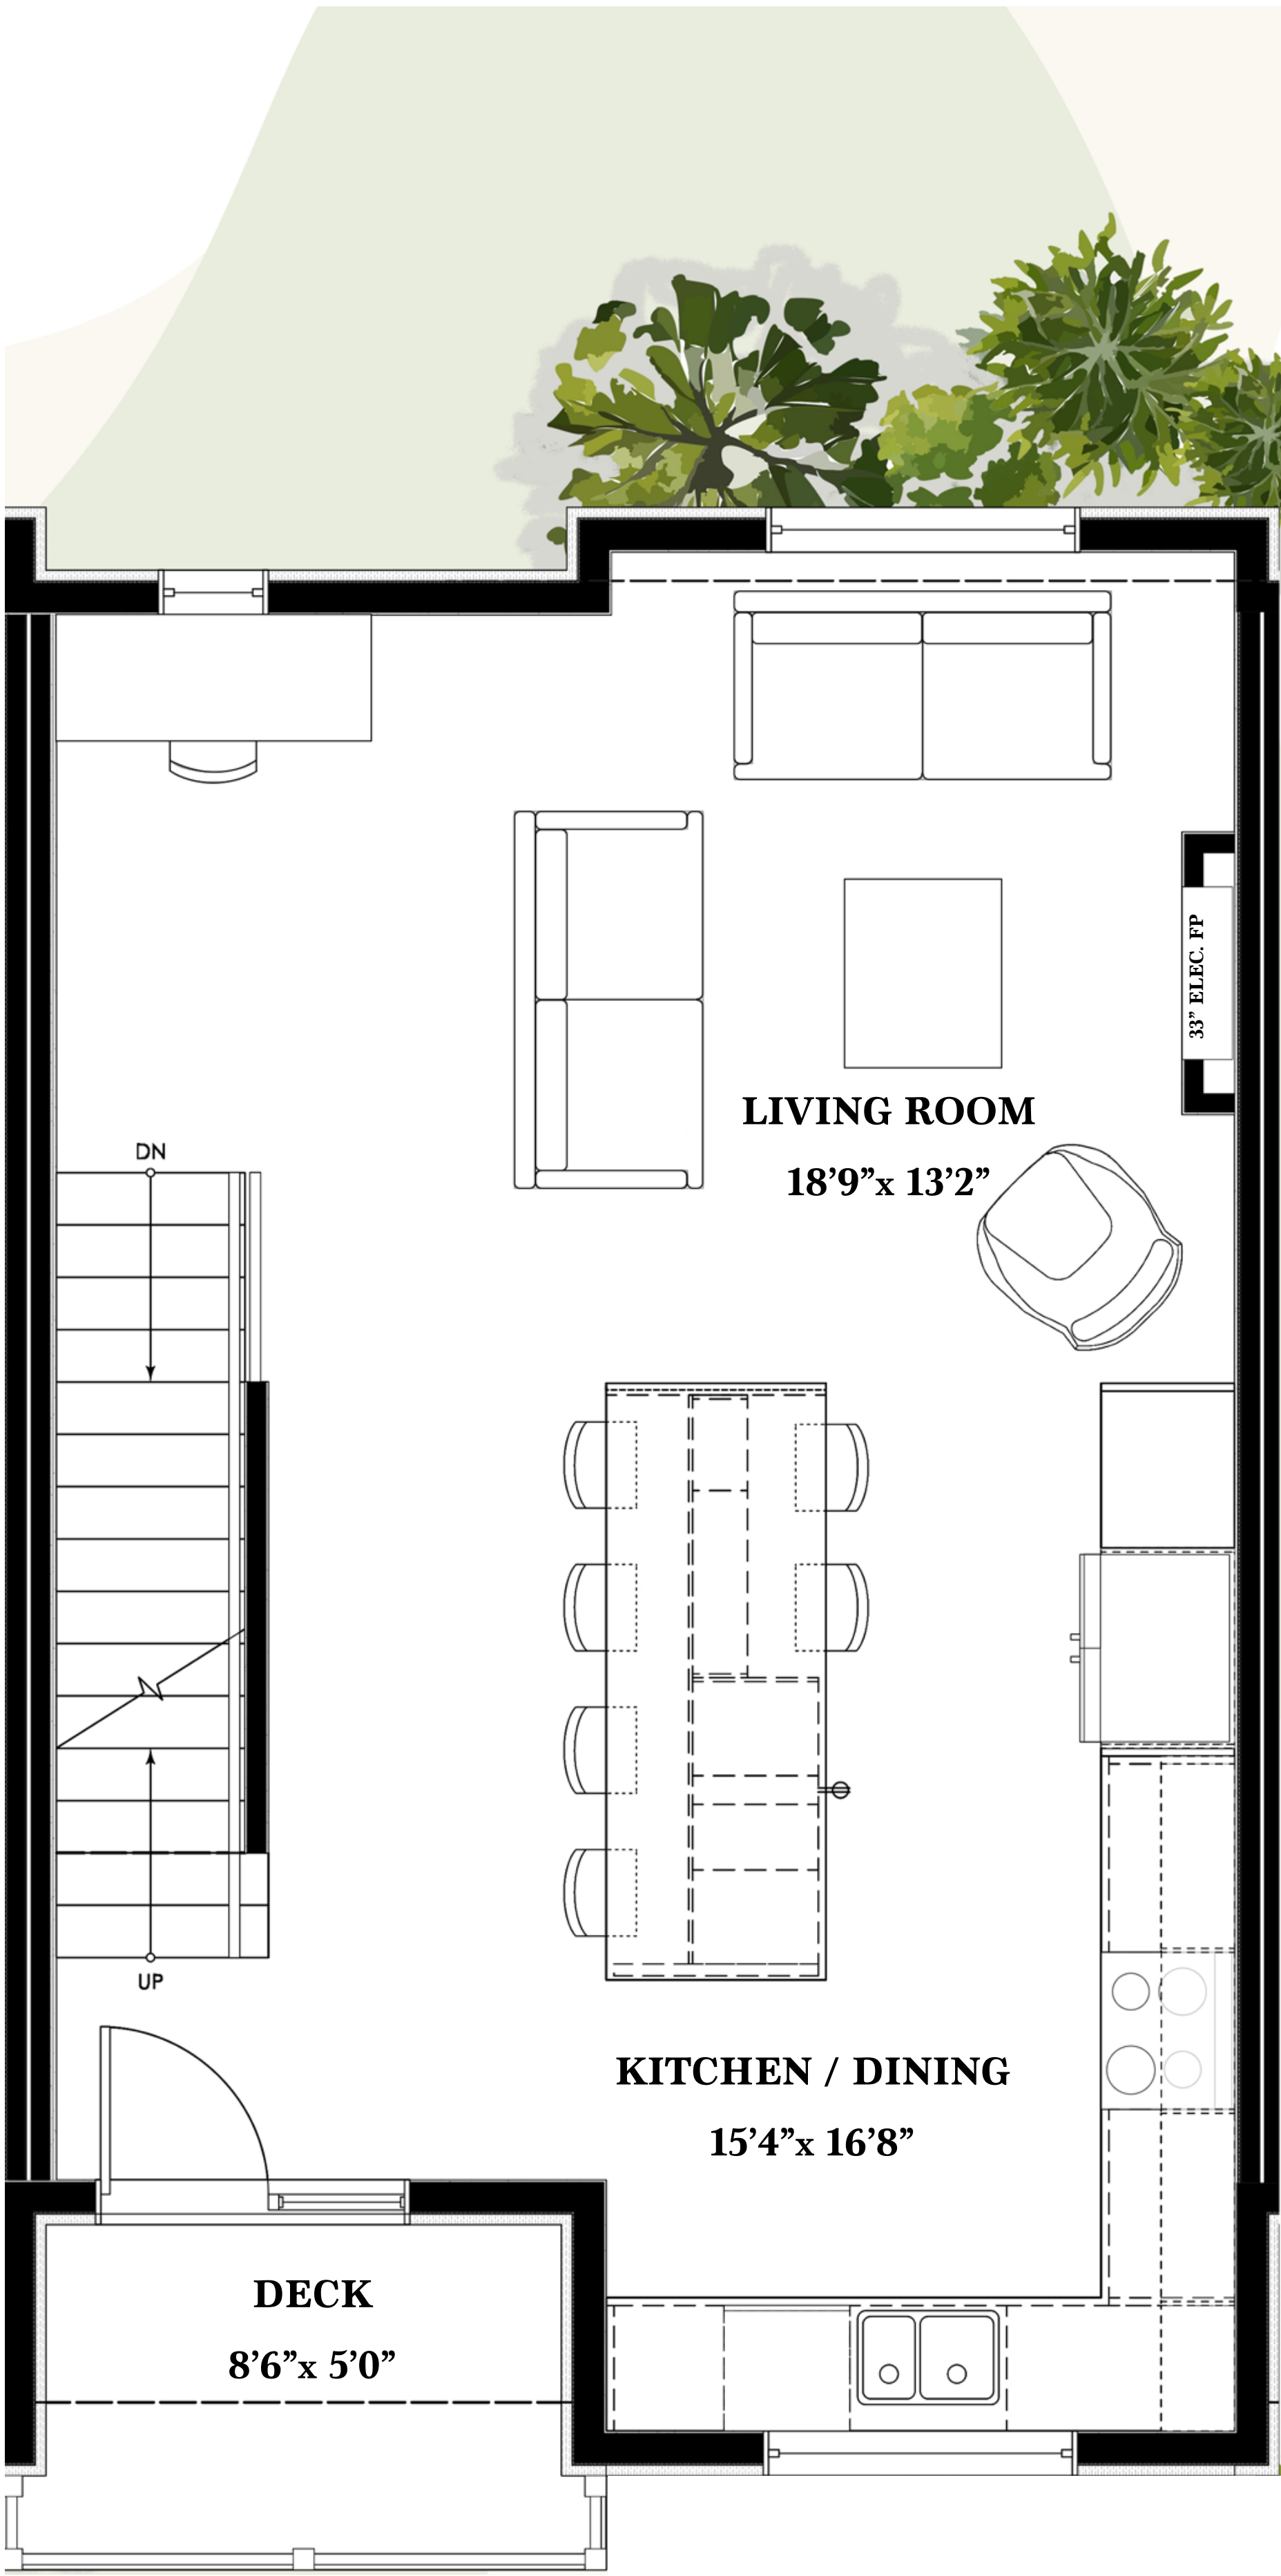 33” ELEC. FP
LIVING ROOM
18’9”x 13’2”
DN
UP
KITCHEN / DINING
15’4”x 16’8”
DECK
8’6”x 5’0”